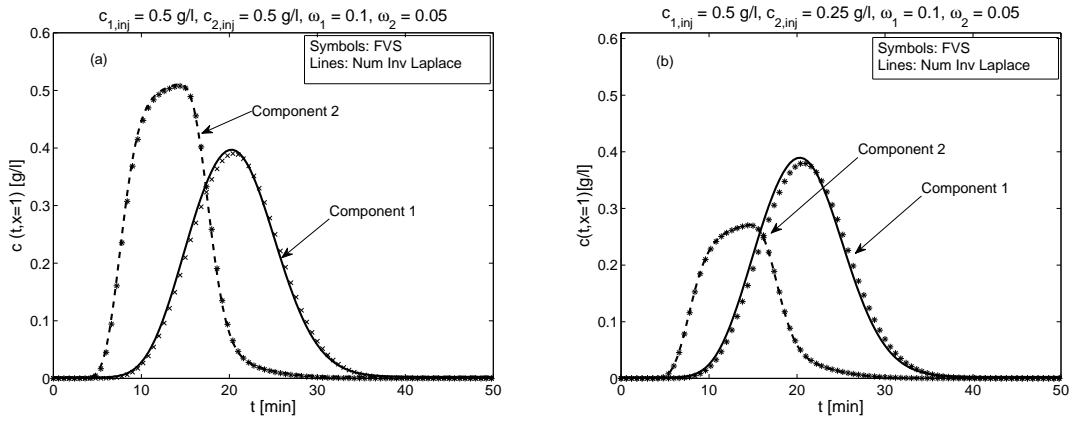 c1,inj = 0.5 g/l, c2,inj = 0.5 g/l, ω1 = 0.1, ω2 = 0.05
(a)
Symbols: FVS
Lines: Num Inv Laplace
Component 2
Component 1
c (t,x=1) [g/l]
0.6
0.5
0.4
0.3
0.2
0.1
0
0 10 20 30 40 50
t [min]
c1,inj = 0.5 g/l, c2,inj = 0.25 g/l, ω1 = 0.1, ω2 = 0.05
(b)
Symbols: FVS
Lines: Num Inv Laplace
Component 2
Component 1
c(t,x=1)[g/l]
0.6
0.5
0.4
0.3
0.2
0.1
0
0 10 20 30 40 50
t [min]